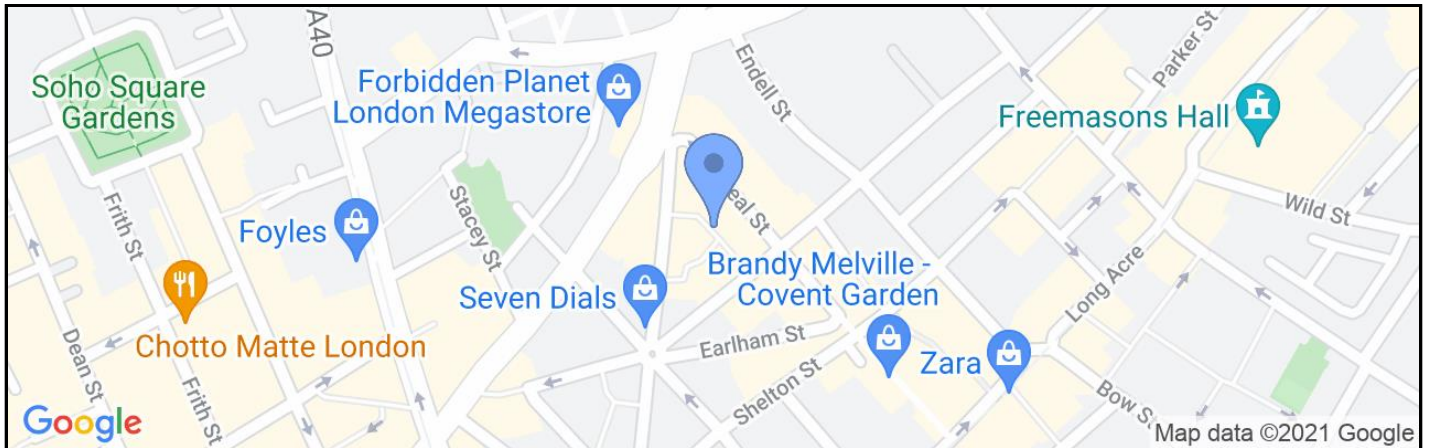 A40
Parker St
Soho Square
Gardens
Forbidden Planet
London Megastore
Endell St
Freemasons Hall
Frith St
Stacey St
Foyles
Wild St
Brandy Melville -
Covent Garden
Long Acre
Seven Dials
Earlham St
Dean St
Chotto Matte London
Zara
Frith St
Shelton St
Google
Map data ©2021 Google